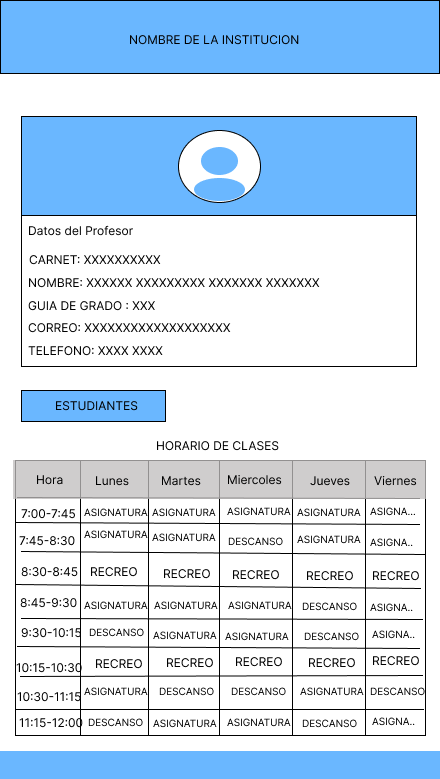 NOMBRE DE LA INSTITUCION
Datos del Profesor
CARNET: XXXXXXXXXX
NOMBRE: XXXXXX XXXXXXXXX XXXXXXX XXXXXXX
GUIA DE GRADO : XXX
CORREO: XXXXXXXXXXXXXXXXXXX
TELEFONO: XXXX XXXX
ESTUDIANTES
HORARIO DE CLASES
Hora Lunes Martes Miercoles Jueves Viernes
7:00-7:45 ASIGNATURA ASIGNATURA ASIGNATURA ASIGNATURA ASIGNA...
7:45-8:30 ASIGNATURA ASIGNATURA DESCANSO ASIGNATURA ASIGNA..
8:30-8:45 RECREO RECREO RECREO RECREO RECREO
8:45-9:30 ASIGNATURA ASIGNATURA ASIGNATURA DESCANSO ASIGNA..
9:30-10:15 DESCANSO ASIGNATURA ASIGNATURA DESCANSO ASIGNA..
10:15-10:30 RECREO RECREO RECREO RECREO RECREO
10:30-11:15 ASIGNATURA DESCANSO DESCANSO ASIGNATURA DESCANSO
11:15-12:00 DESCANSO ASIGNATURA ASIGNATURA DESCANSO ASIGNA..